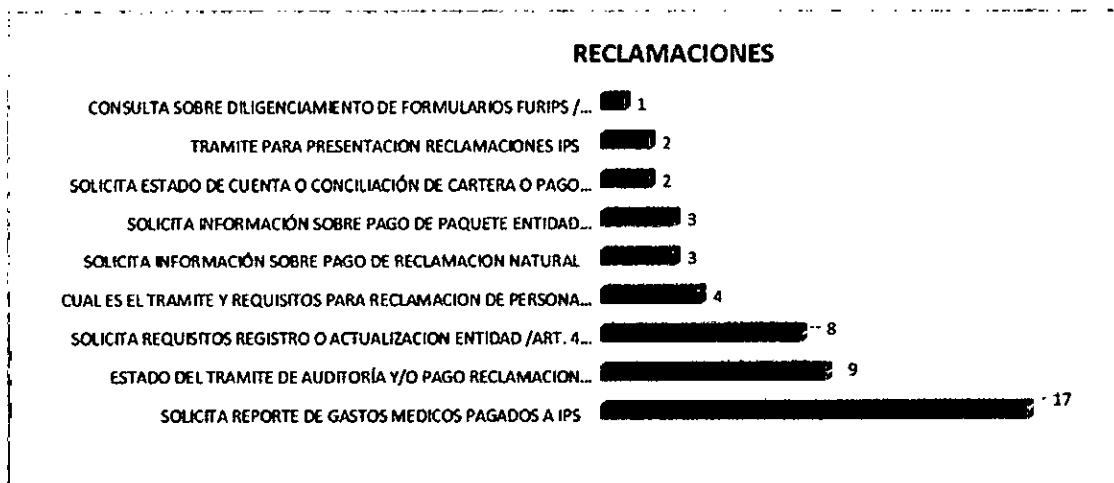 RECLAMACIONES
CONSULTA SOBRE DILIGENCIAMIENTO DE FORMULARIOS FURIPS /... 1
TRAMITE PARA PRESENTACION RECLAMACIONES IPS 2
SOLICITA ESTADO DE CUENTA O CONCILIACIÓN DE CARTERA O PAGO... 2
SOLICITA INFORMACIÓN SOBRE PAGO DE PAQUETE ENTIDAD... 3
SOLICITA INFORMACIÓN SOBRE PAGO DE RECLAMACION NATURAL 3
CUAL ES EL TRAMITE Y REQUISITOS PARA RECLAMACION DE PERSONA... 4
SOLICITA REQUISITOS REGISTRO O ACTUALIZACION ENTIDAD /ART. 4... 8
ESTADO DEL TRAMITE DE AUDITORÍA Y/O PAGO RECLAMACION... 9
SOLICITA REPORTE DE GASTOS MEDICOS PAGADOS A IPS 17